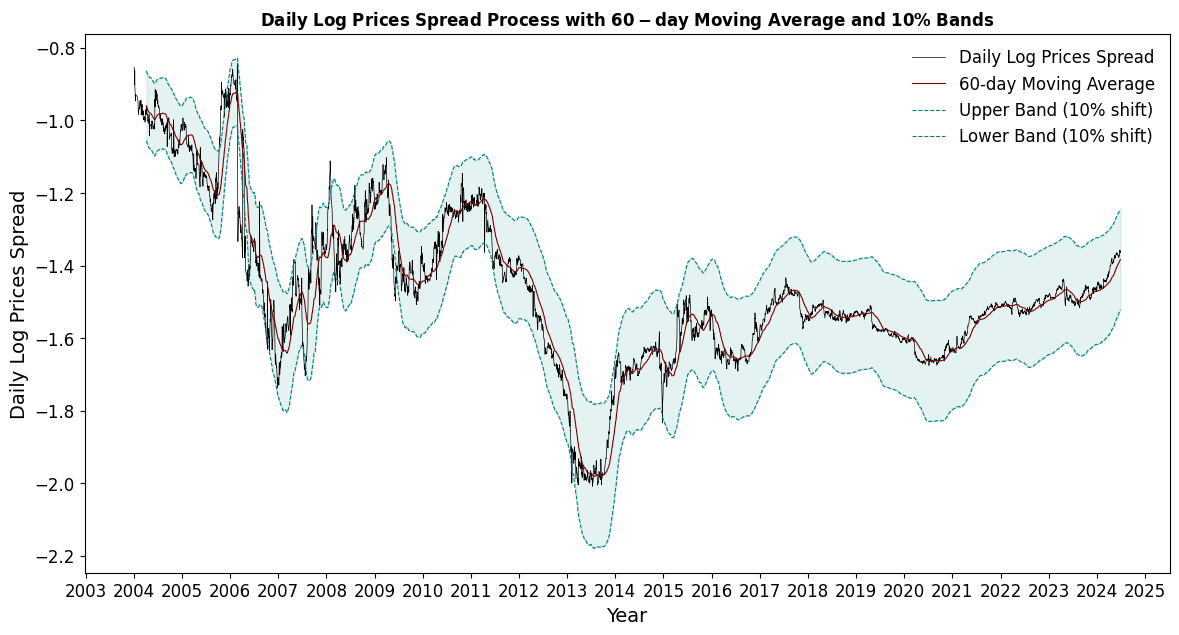 Daily Log Prices Spread Process with 60 − day Moving Average and 10% Bands
Daily Log Prices Spread
60-day Moving Average
Upper Band (10% shift)
Lower Band (10% shift)
Daily Log Prices Spread
−0.8
−1.0
−1.2
−1.4
−1.6
−1.8
−2.0
−2.2
2003 2004 2005 2006 2007 2008 2009 2010 2011 2012 2013 2014 2015 2016 2017 2018 2019 2020 2021 2022 2023 2024 2025
Year